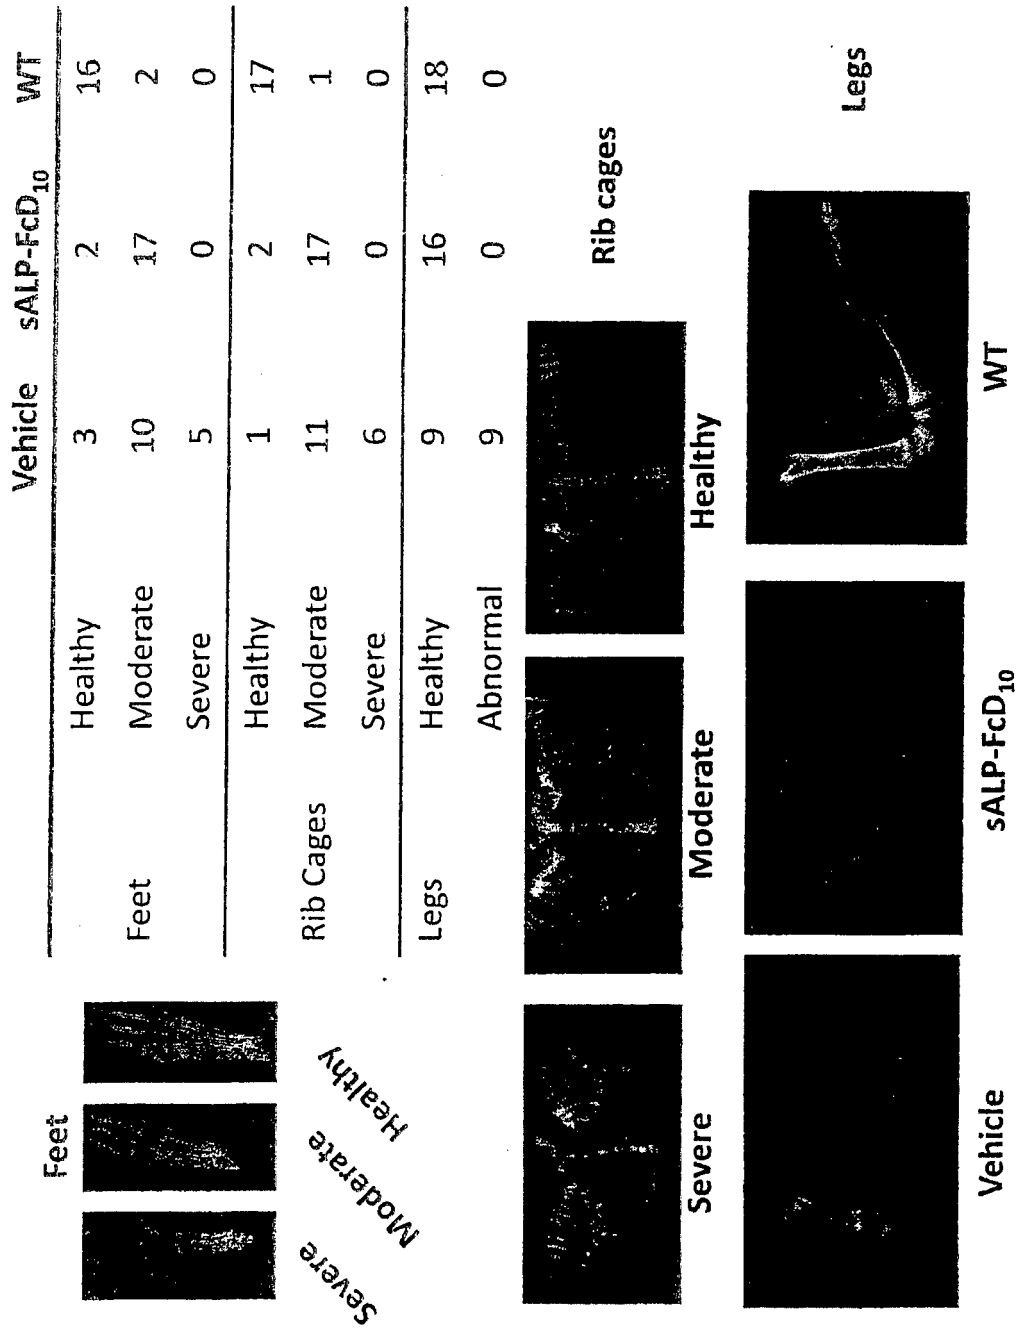 Feet
Severe Moderate Healthy
Vehicle sALP-FcD10 WT
Feet Healthy 3 2 16
Moderate 10 17 2
Severe 5 0 0
Rib Cages Healthy 1 2 17
Moderate 11 17 1
Severe 6 0 0
Legs Healthy 9 16 18
Abnormal 9 0 0
Rib cages
Severe Moderate Healthy
Legs
Vehicle sALP-FcD10 WT